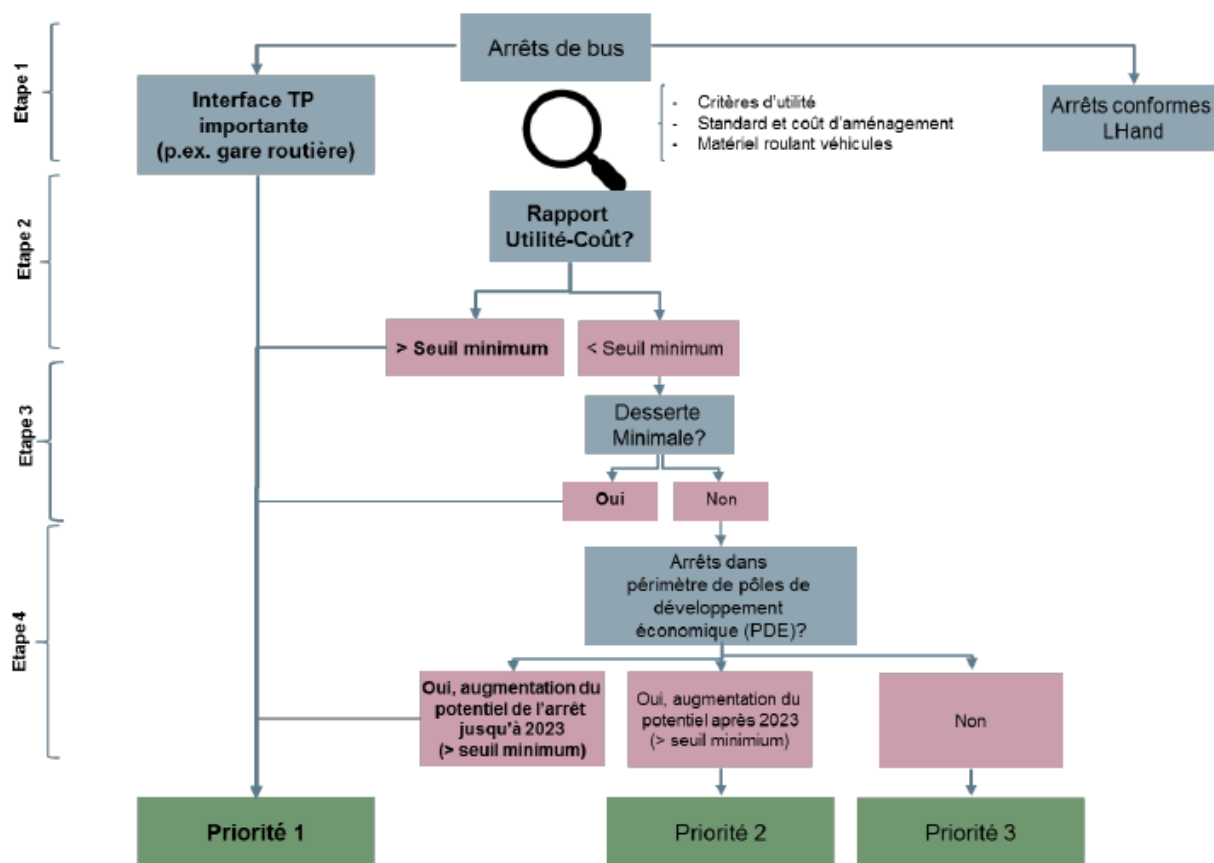 Etape 1
Arrêts de bus
Interface TP
importante
(p.ex. gare routière)
- Critères d'utilité
- Standard et coût d'aménagement
- Matériel roulant véhicules
Arrêts conformes
LHand
Etape 2
Rapport
Utilité-Coût?
> Seuil minimum
< Seuil minimum
Etape 3
Desserte
Minimale?
Oui
Non
Etape 4
Arrêts dans
périmètre de pôles de
développement
économique (PDE)?
Oui, augmentation du
potentiel de l'arrêt
jusqu'à 2023
(> seuil minimum)
Oui, augmentation du
potentiel après 2023
(> seuil minimium)
Non
Priorité 1
Priorité 2
Priorité 3